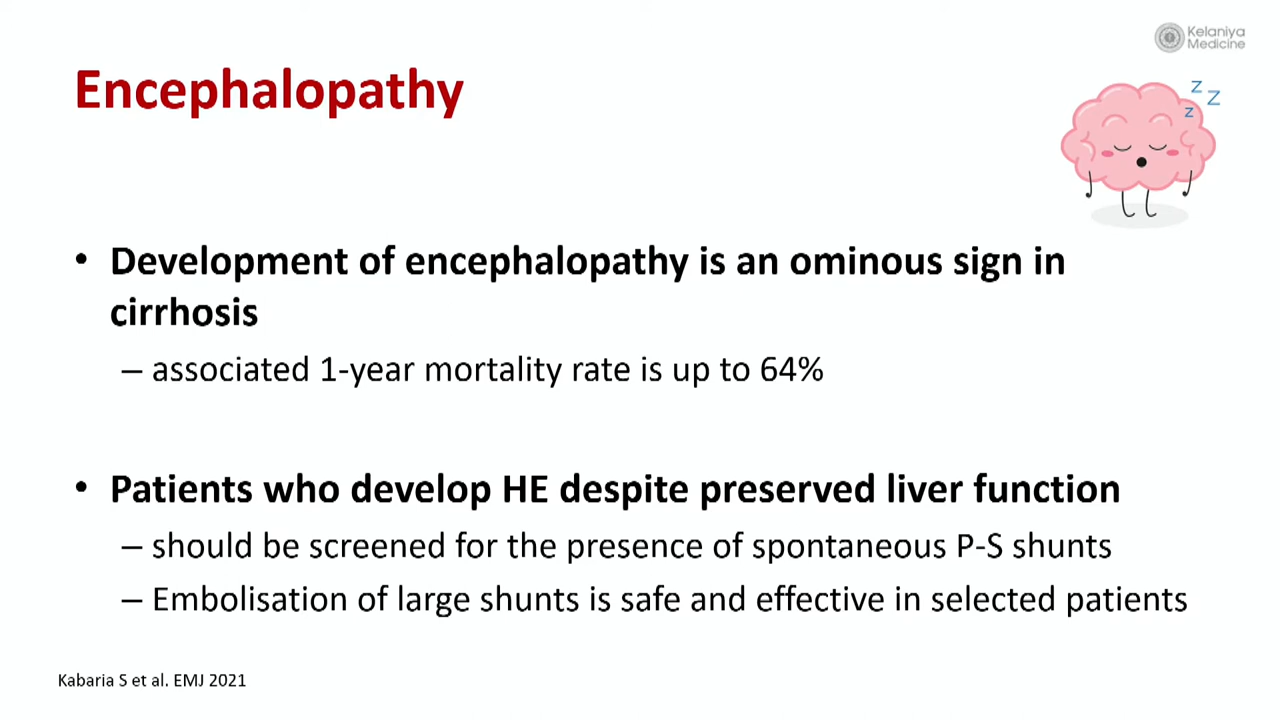 Kelaniya
Medicine
Encephalopathy
z
Z
z
• Development of encephalopathy is an ominous sign in
cirrhosis
– associated 1-year mortality rate is up to 64%
• Patients who develop HE despite preserved liver function
– should be screened for the presence of spontaneous P-S shunts
– Embolisation of large shunts is safe and effective in selected patients
Kabaria S et al. EMJ 2021